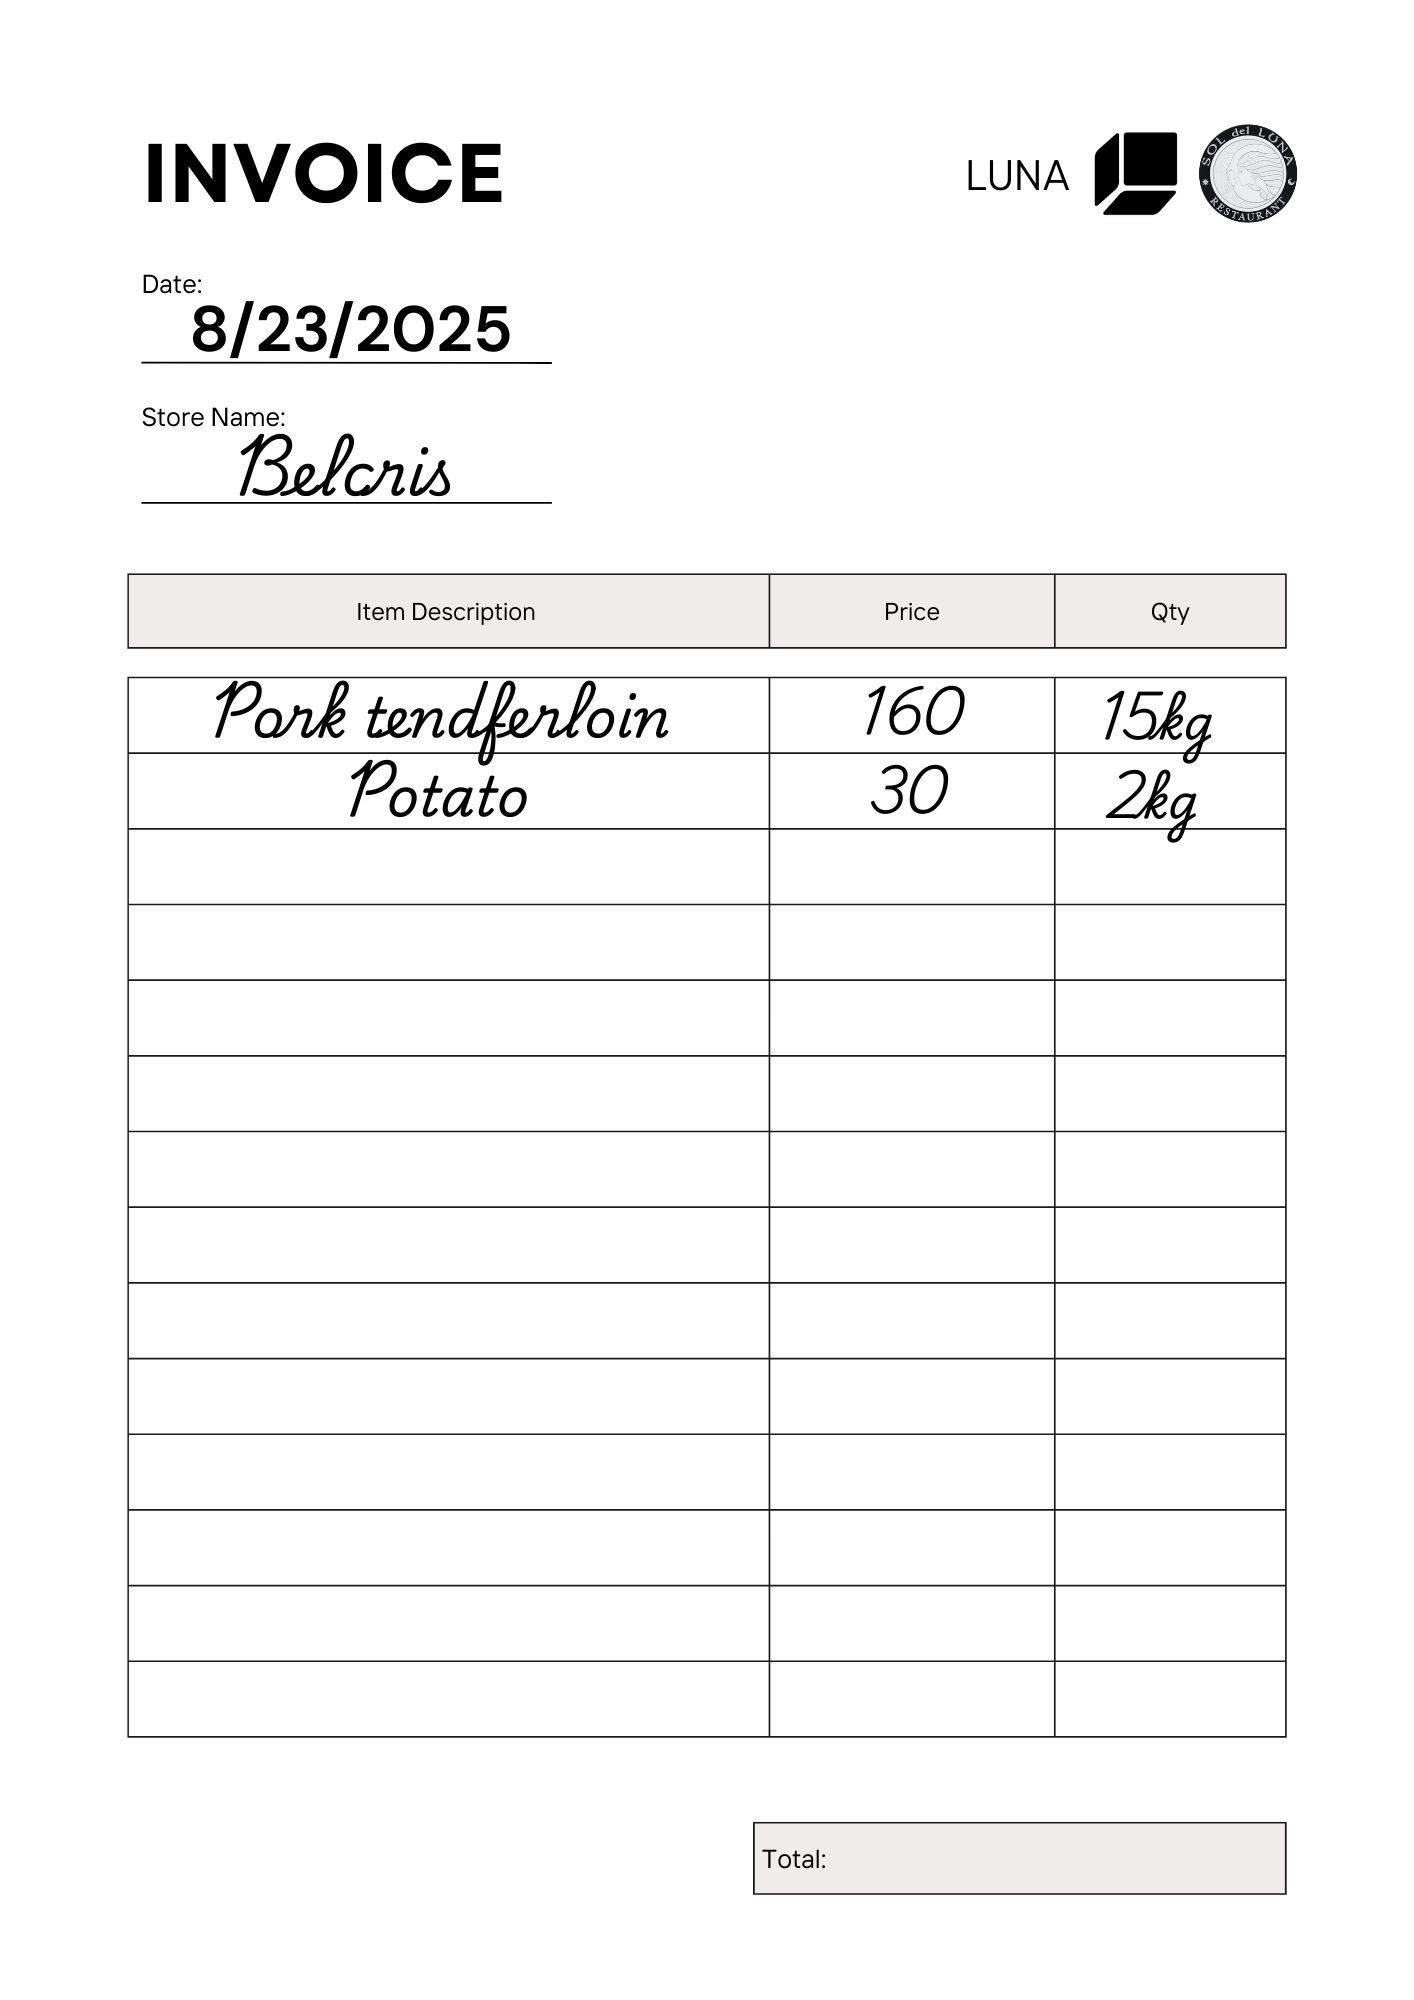 INVOICE
LUNA
SOL del LUNA
RESTAURANT
Date:
8/23/2025
Store Name:
Belcris
Item Description Price Qty
Pork tendferloin 160 15kg
Potato 30 2kg
Total: